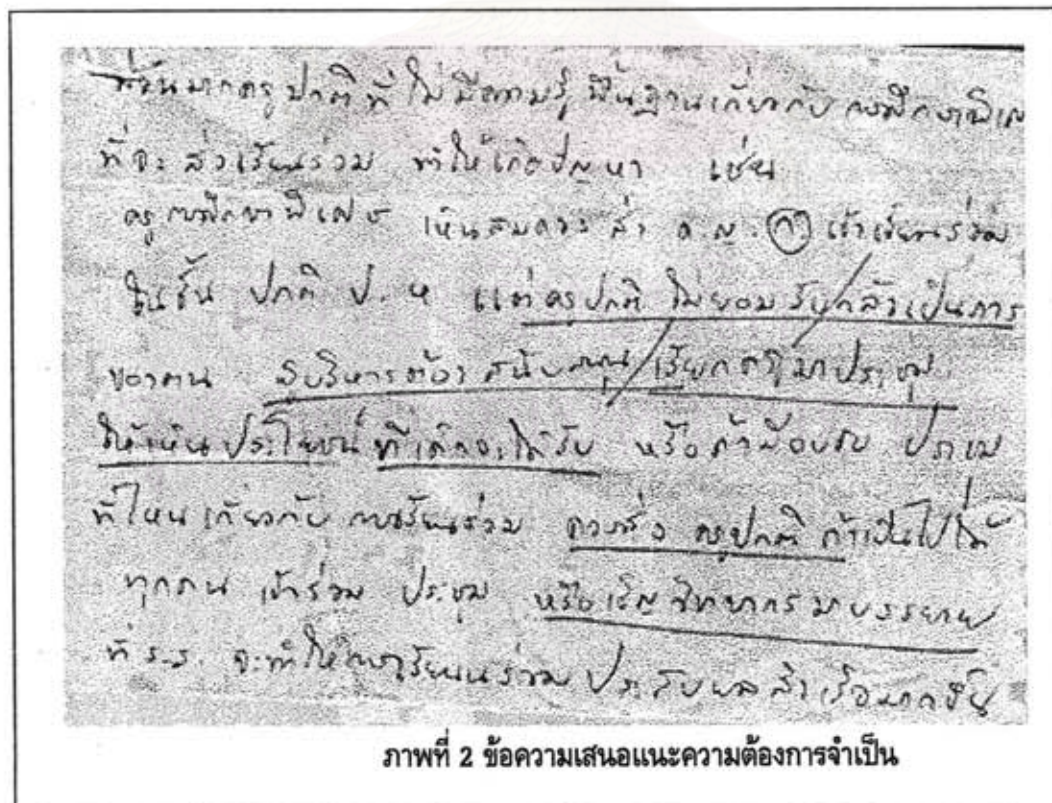 ส่วนมากครูปกติที่ไม่มีความรู้พื้นฐานเกี่ยวกับการศึกษาพิเศษ
ที่จะส่งเรียนร่วม ทำให้เกิดปัญหา เช่น
ครูการศึกษาพิเศษ เห็นสมควรส่ง ด.ญ. เข้าเรียนร่วม
ในชั้น ปกติ ป. แต่ครูปกติ ไม่ยอมรับกลัวเป็นภาระ
ของตน ผู้บริหารต้องสนับสนุน เรียกครูมาประชุม
ให้เห็นประโยชน์ ที่เด็กจะได้รับ หรือถ้ามีอบรม ประชุม
ที่ไหน เกี่ยวกับ การเรียนร่วม ควรส่ง ครูปกติ ถ้าเป็นไปได้
ทุกคน เข้าร่วม ประชุม หรือเชิญวิทยากรมาบรรยาย
ที่ ร.ร. จะทำให้การเรียนร่วม ประสบผลสำเร็จมากขึ้น
ภาพที่ 2 ข้อความเสนอแนะความต้องการจำเป็น